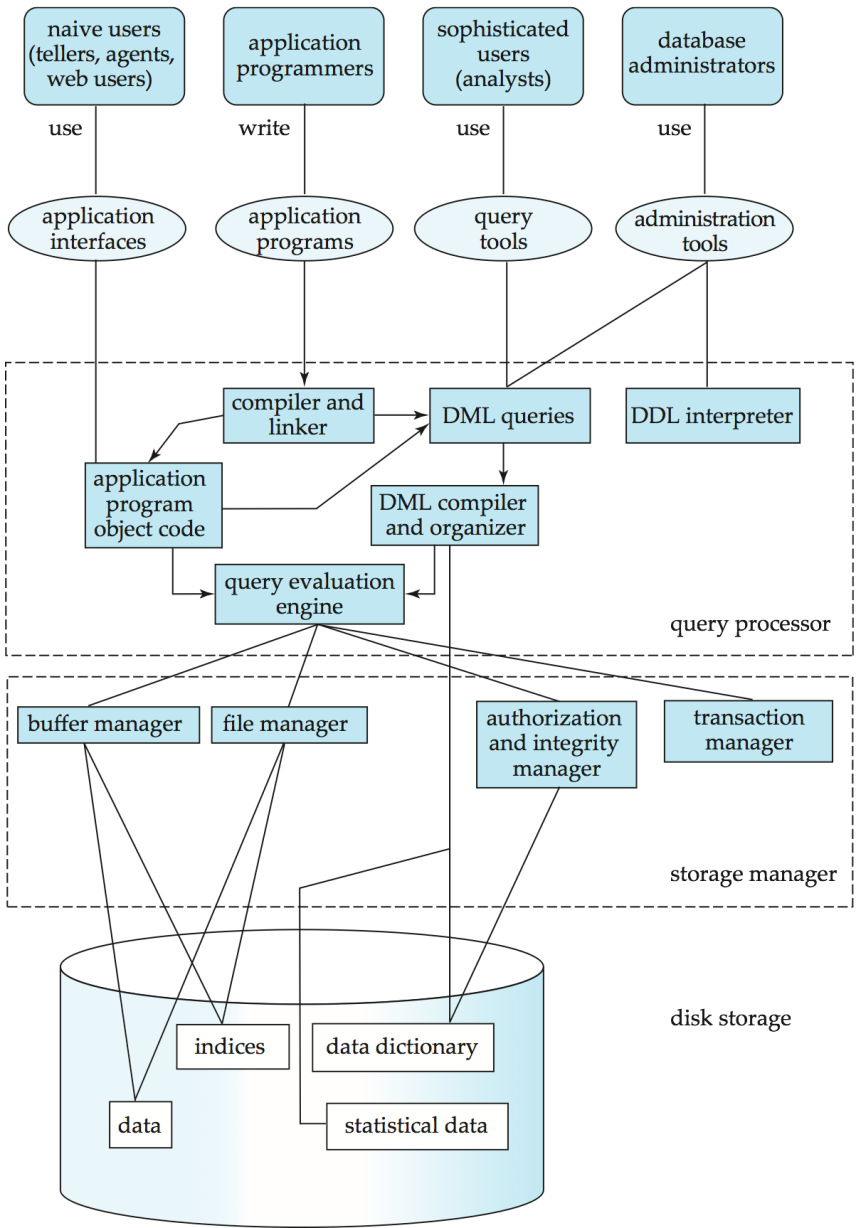 naive users
(tellers, agents,
web users)
application
programmers
sophisticated
users
(analysts)
database
administrators
use
write
use
use
application
interfaces
application
programs
query
tools
administration
tools
compiler and
linker
DML queries
DDL interpreter
application
program
object code
DML compiler
and organizer
query evaluation
engine
query processor
buffer manager
file manager
authorization
and integrity
manager
transaction
manager
storage manager
disk storage
indices
data dictionary
data
statistical data